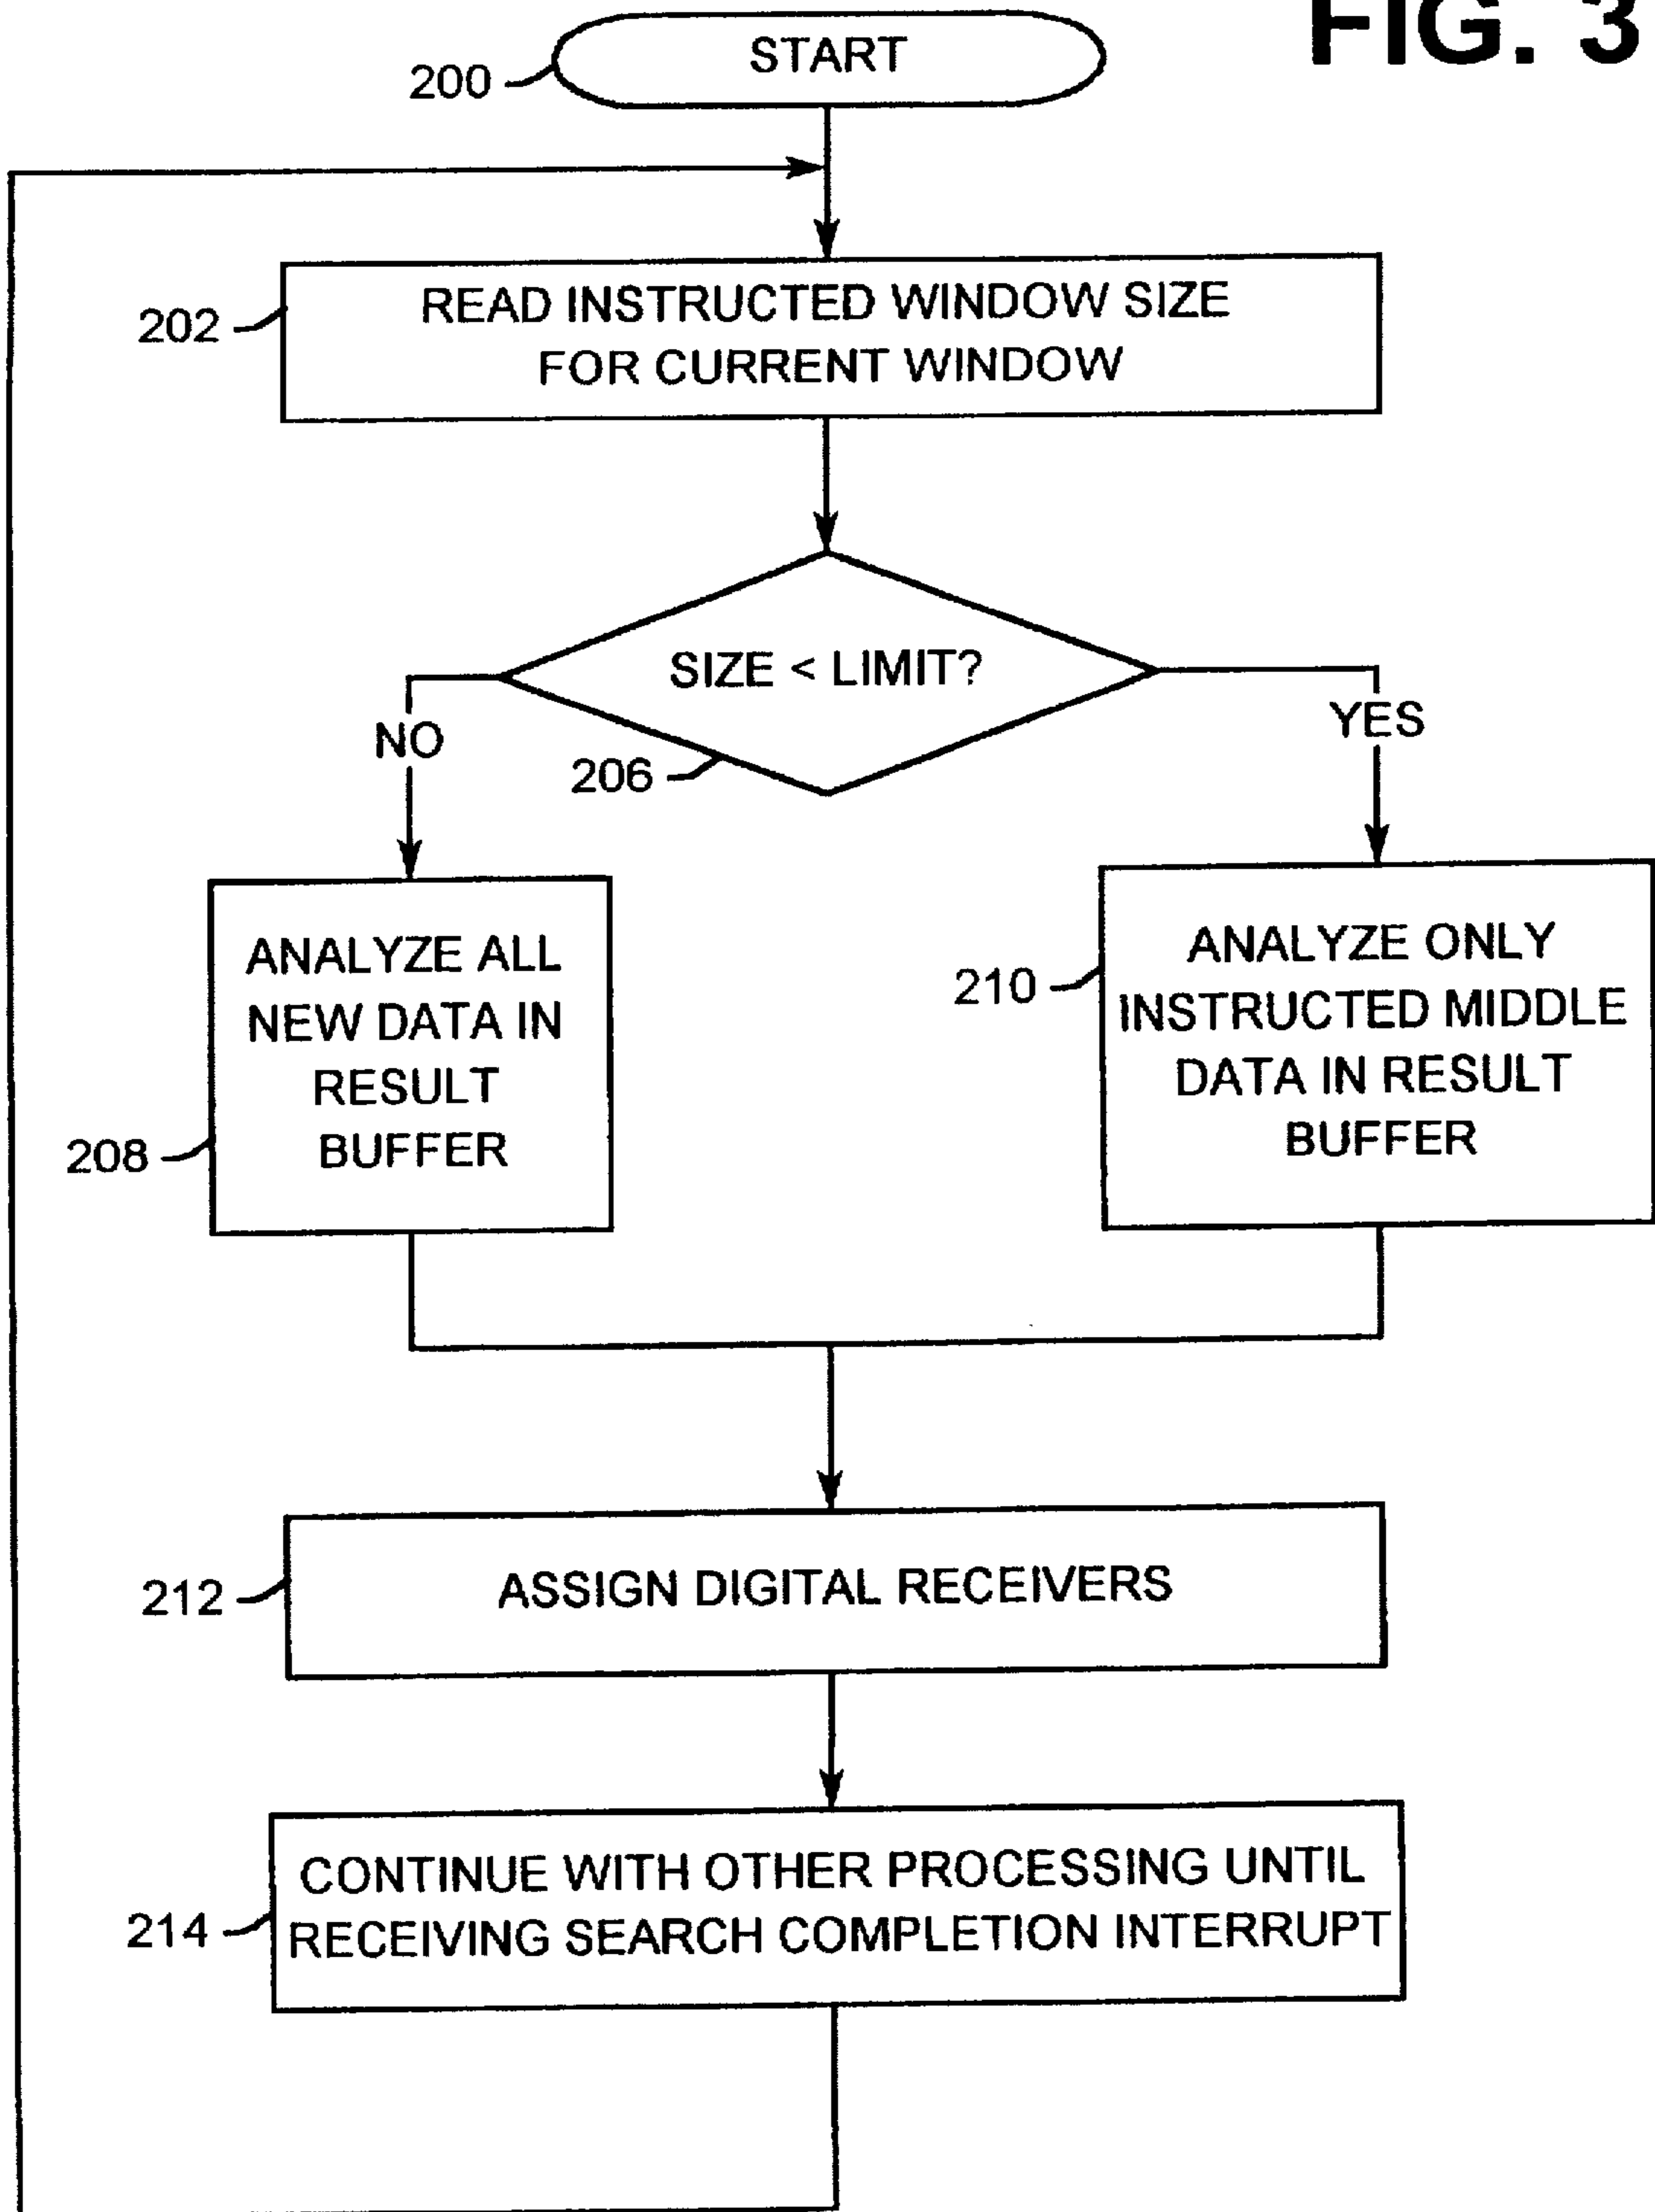 FIG. 3
START
200
READ INSTRUCTED WINDOW SIZE
FOR CURRENT WINDOW
202
SIZE < LIMIT?
NO
YES
206
ANALYZE ALL
NEW DATA IN
RESULT
BUFFER
208
ANALYZE ONLY
INSTRUCTED MIDDLE
DATA IN RESULT
BUFFER
210
ASSIGN DIGITAL RECEIVERS
212
CONTINUE WITH OTHER PROCESSING UNTIL
RECEIVING SEARCH COMPLETION INTERRUPT
214